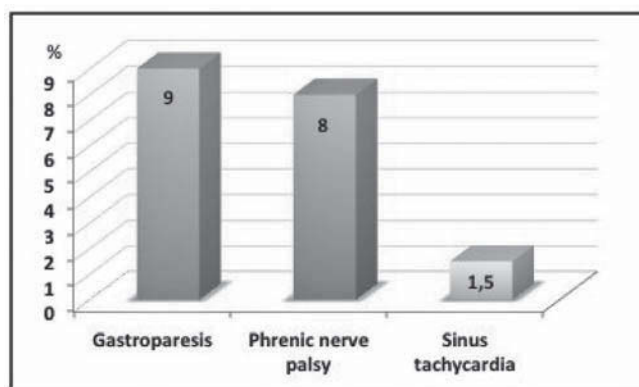 %
9
8
7
6
5
4
3
2
1
0
9
8
1,5
Gastroparesis
Phrenic nerve
palsy
Sinus
tachycardia